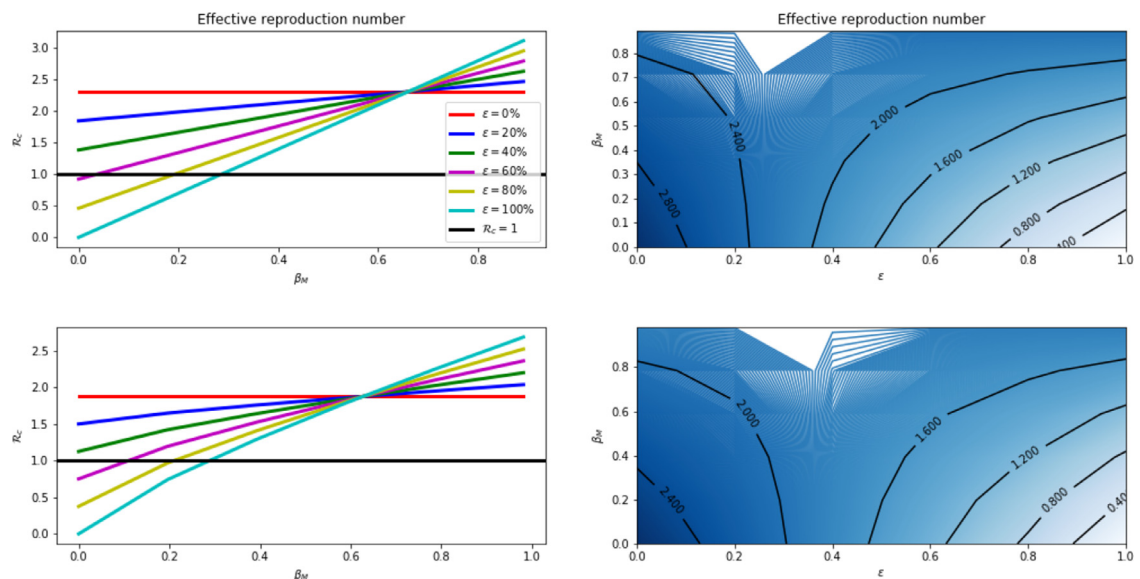 Effective reproduction number
3.0
2.5
2.0
1.5
1.0
0.5
0.0
ℛc
ε = 0%
ε = 20%
ε = 40%
ε = 60%
ε = 80%
ε = 100%
ℛc = 1
0.0 0.2 0.4 0.6 0.8
βM
Effective reproduction number
0.8
0.7
0.6
0.5
0.4
0.3
0.2
0.1
0.0
βM
2.800
2.400
2.000
1.600
1.200
0.800
.400
0.0 0.2 0.4 0.6 0.8 1.0
ε
2.5
2.0
1.5
1.0
0.5
0.0
ℛc
0.0 0.2 0.4 0.6 0.8 1.0
βM
0.8
0.6
0.4
0.2
0.0
βM
2.400
2.000
1.600
1.200
0.800
0.40
0.0 0.2 0.4 0.6 0.8 1.0
ε